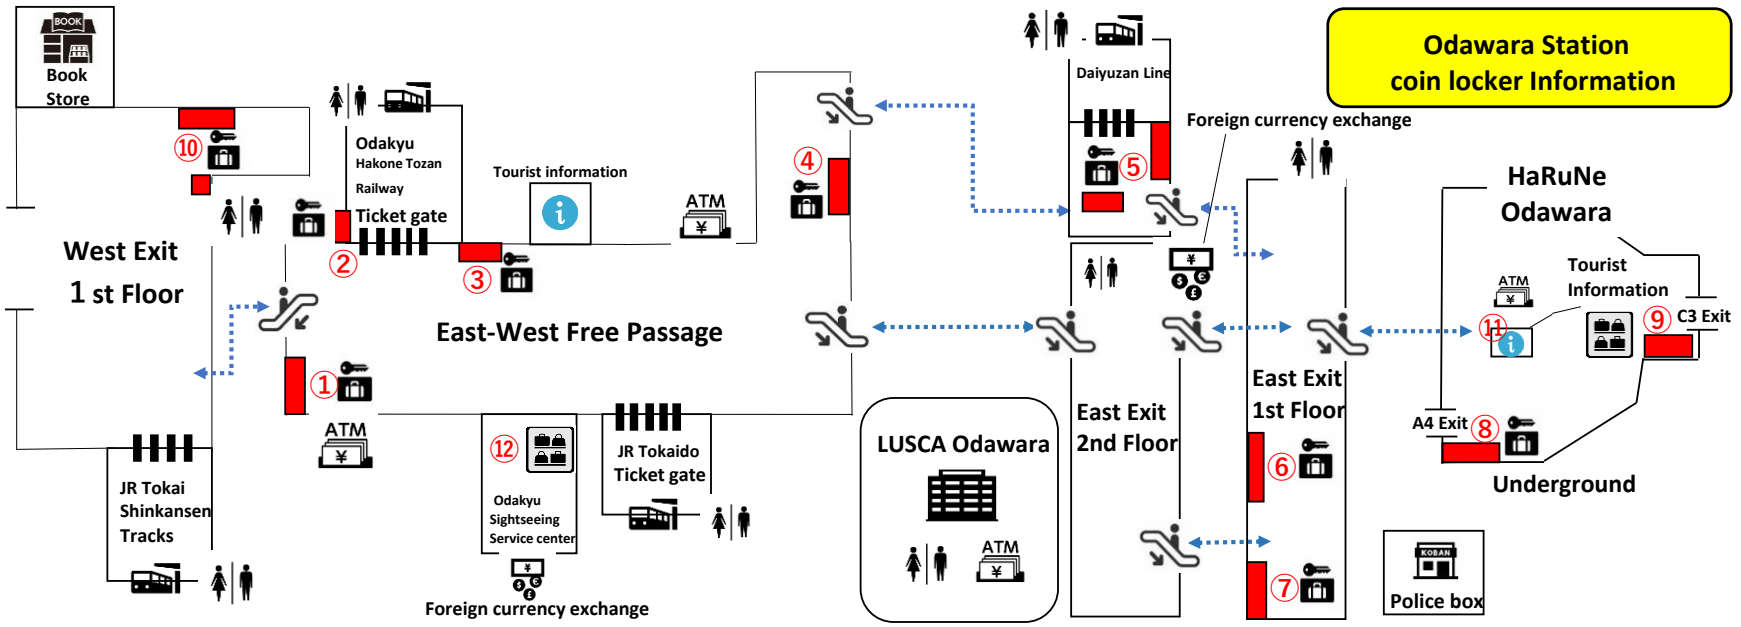 Odawara Station
coin locker Information
BOOK
Book
Store
⑩
West Exit
1 st Floor
JR Tokai
Shinkansen
Tracks
Odakyu
Hakone Tozan
Railway
Ticket gate
②
③
Tourist information
i
ATM
¥
④
East-West Free Passage
①
ATM
¥
⑫
Odakyu
Sightseeing
Service center
¥
$
€
£
Foreign currency exchange
JR Tokaido
Ticket gate
LUSCA Odawara
ATM
¥
Daiyuzan Line
⑤
Foreign currency exchange
¥
$
€
£
East Exit
2nd Floor
East Exit
1st Floor
⑥
⑦
HaRuNe
Odawara
Tourist
Information
ATM
¥
⑪
i
⑨
C3 Exit
A4 Exit
⑧
Underground
KOBAN
Police box